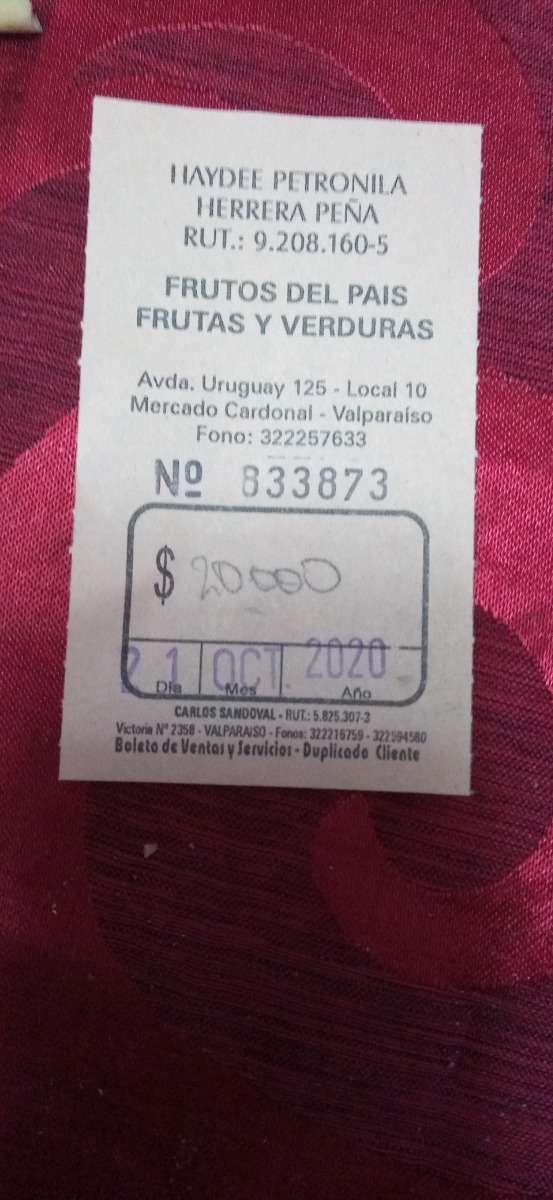 HAYDEE PETRONILA
HERRERA PEÑA
RUT.: 9.208.160-5
FRUTOS DEL PAIS
FRUTAS Y VERDURAS
Avda. Uruguay 125 - Local 10
Mercado Cardonal - Valparaíso
Fono: 322257633
Nº 833873
$ 20000
21 OCT. 2020
Día Mes Año
CARLOS SANDOVAL - RUT.: 5.825.307-3
Victoria Nº 2358 - VALPARAISO - Fonos: 322216759 - 322594580
Boleta de Ventas y Servicios - Duplicado Cliente